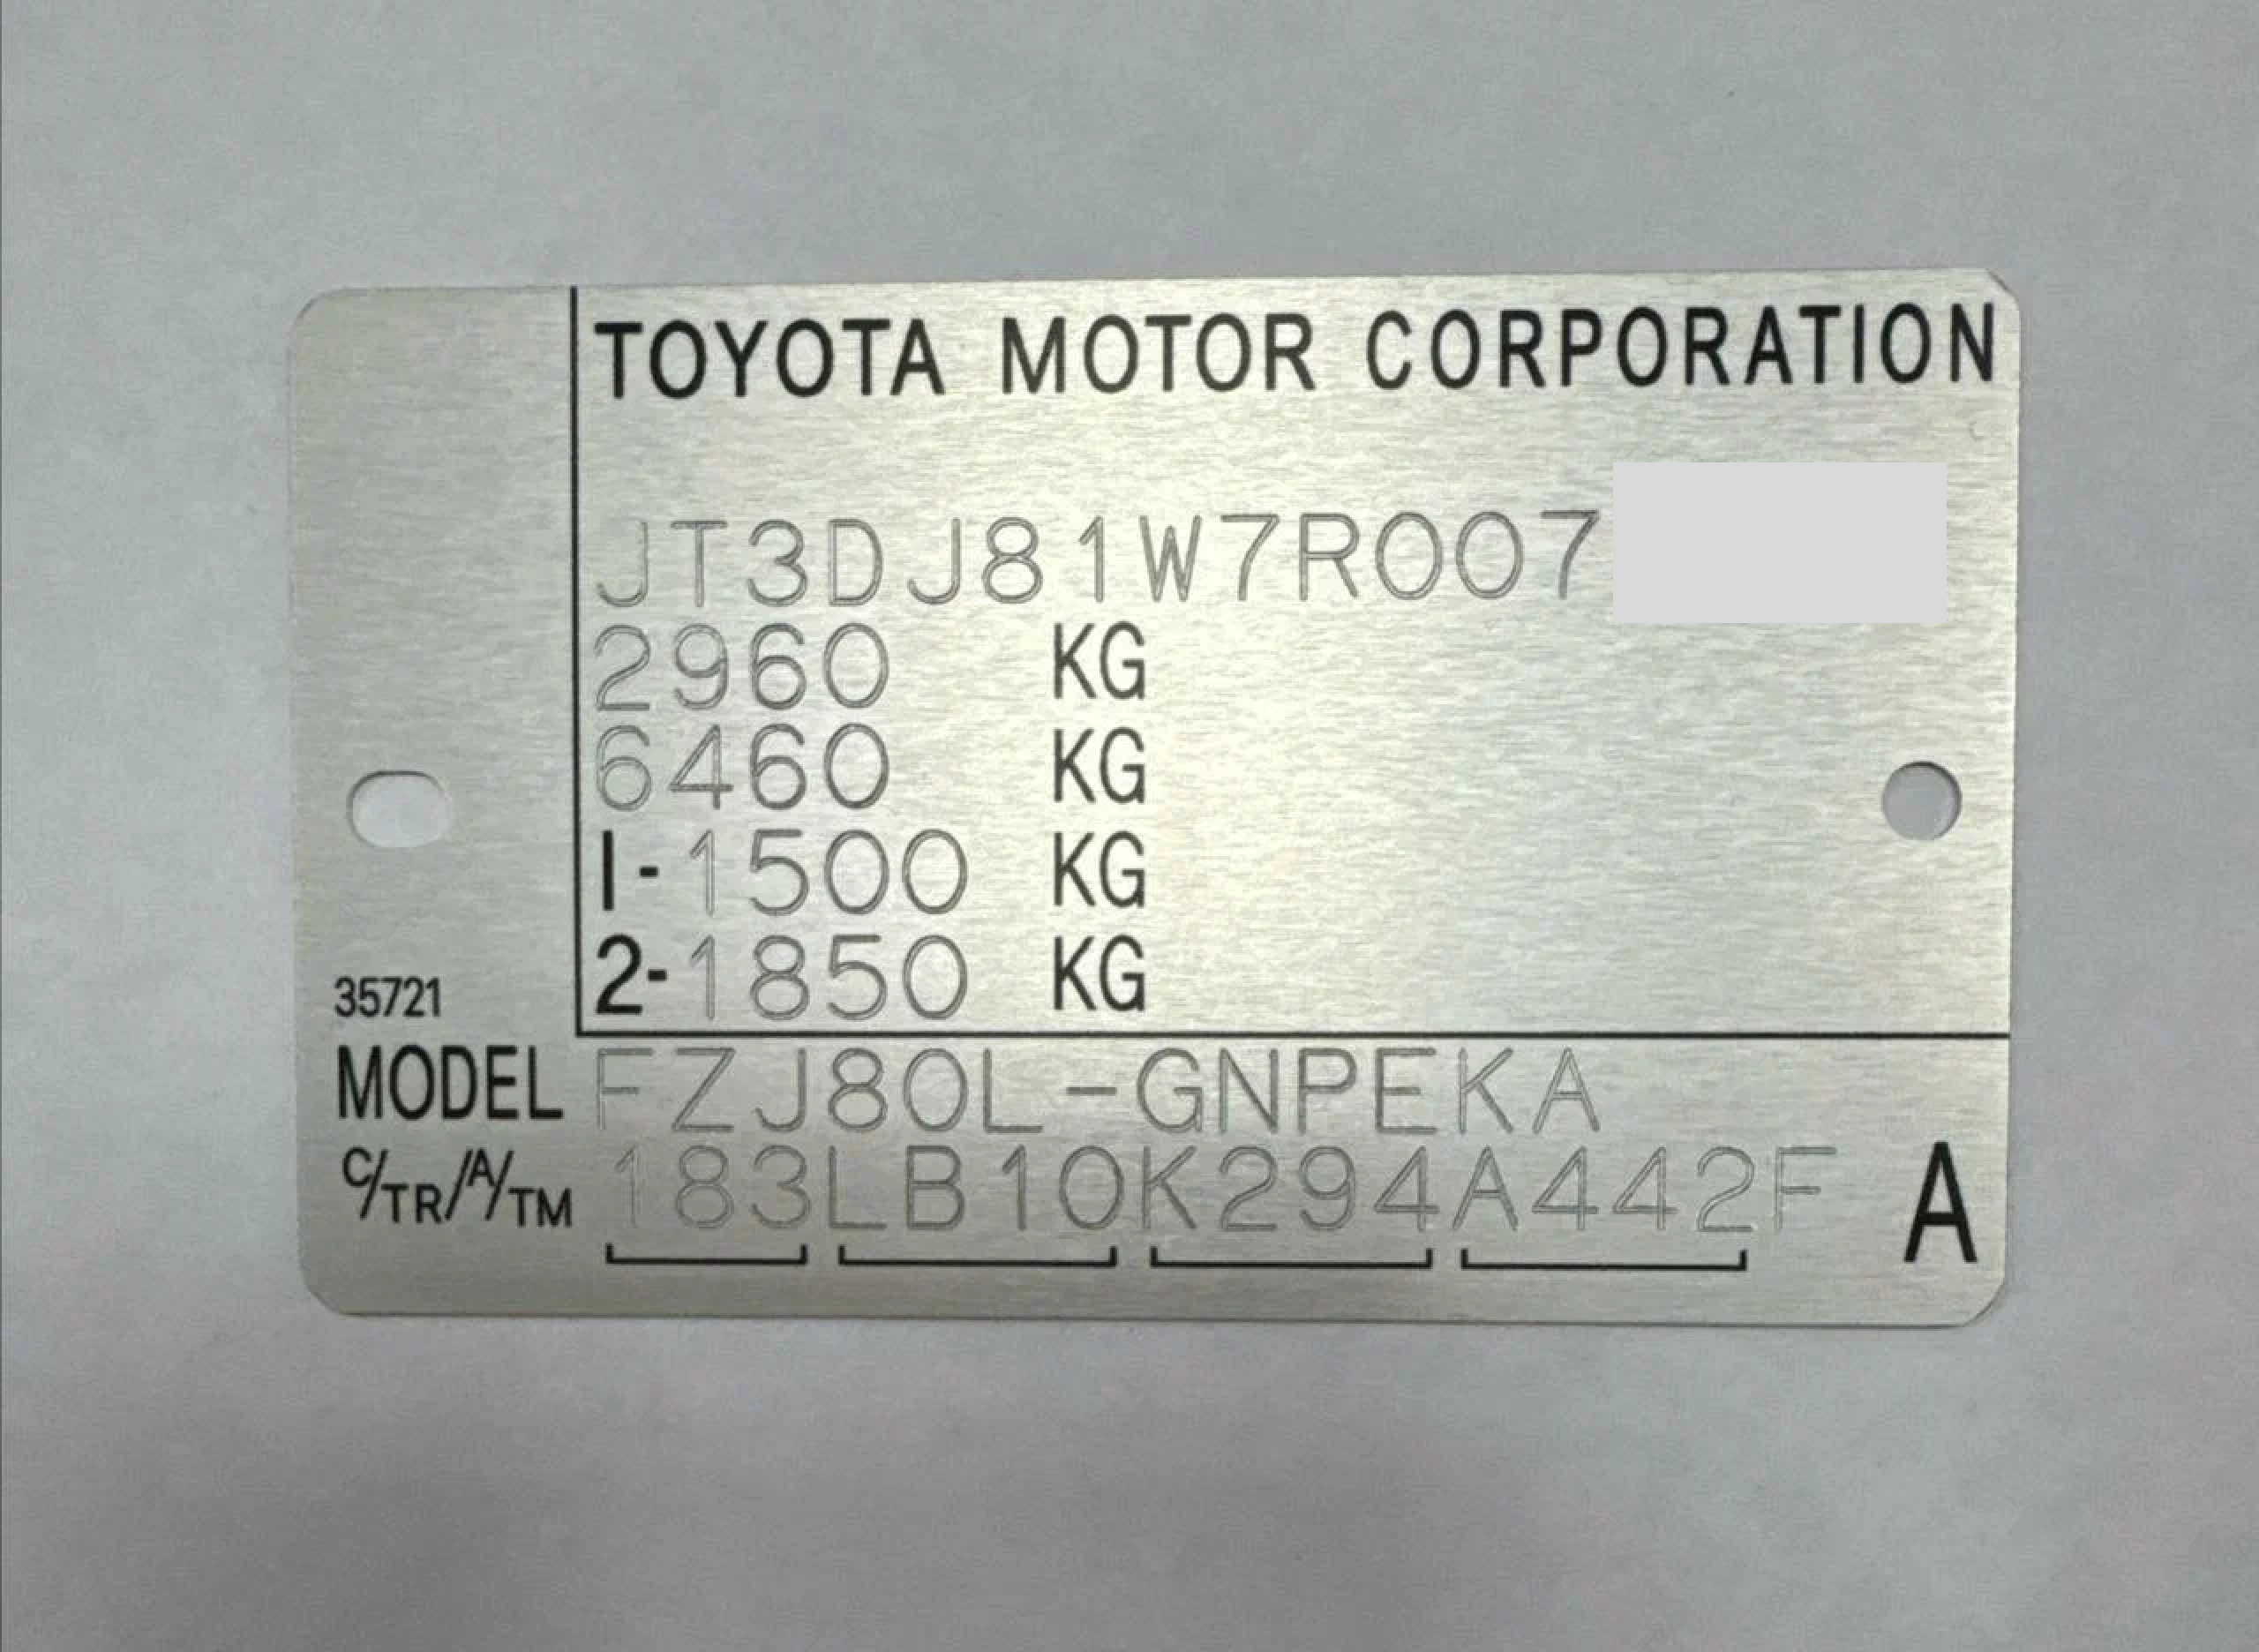 TOYOTA MOTOR CORPORATION
JT3DJ81W7R007
2960 KG
6460 KG
1-1500 KG
2-1850 KG
35721
MODEL FZJ80L-GNPEKA
C/TR/A/TM 183LB10K294A442F A